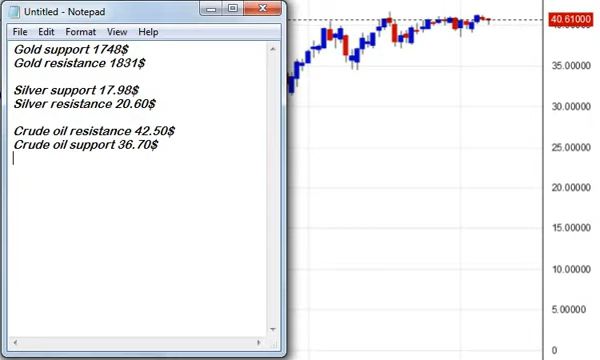 Untitled - Notepad
File Edit Format View Help
Gold support 1748$
Gold resistance 1831$
Silver support 17.98$
Silver resistance 20.60$
Crude oil resistance 42.50$
Crude oil support 36.70$
40.61000
35.00000
30.00000
25.00000
20.00000
15.00000
10.00000
5.00000
0